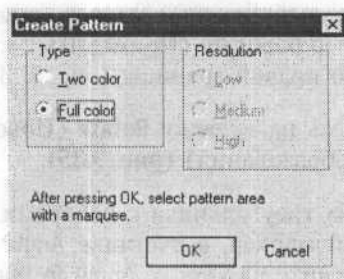 Create Pattern
Type
Two color
Full color
Resolution
Low
Medium
High
After pressing OK, select pattern area
with a marquee.
OK
Cancel